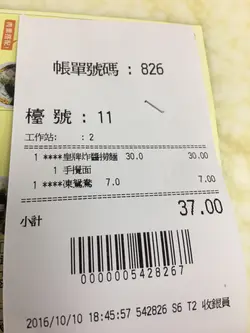 帳單號碼 : 826
檯 號 : 11
工作站: : 2
1 ****皇牌炸醬撈麵 30.0 30.00
1 手攪面
1 ****凍鴛鴦 7.0 7.00
小計 37.00
0000005428267
2016/10/10 18:45:57 542826 S6 T2 收銀員